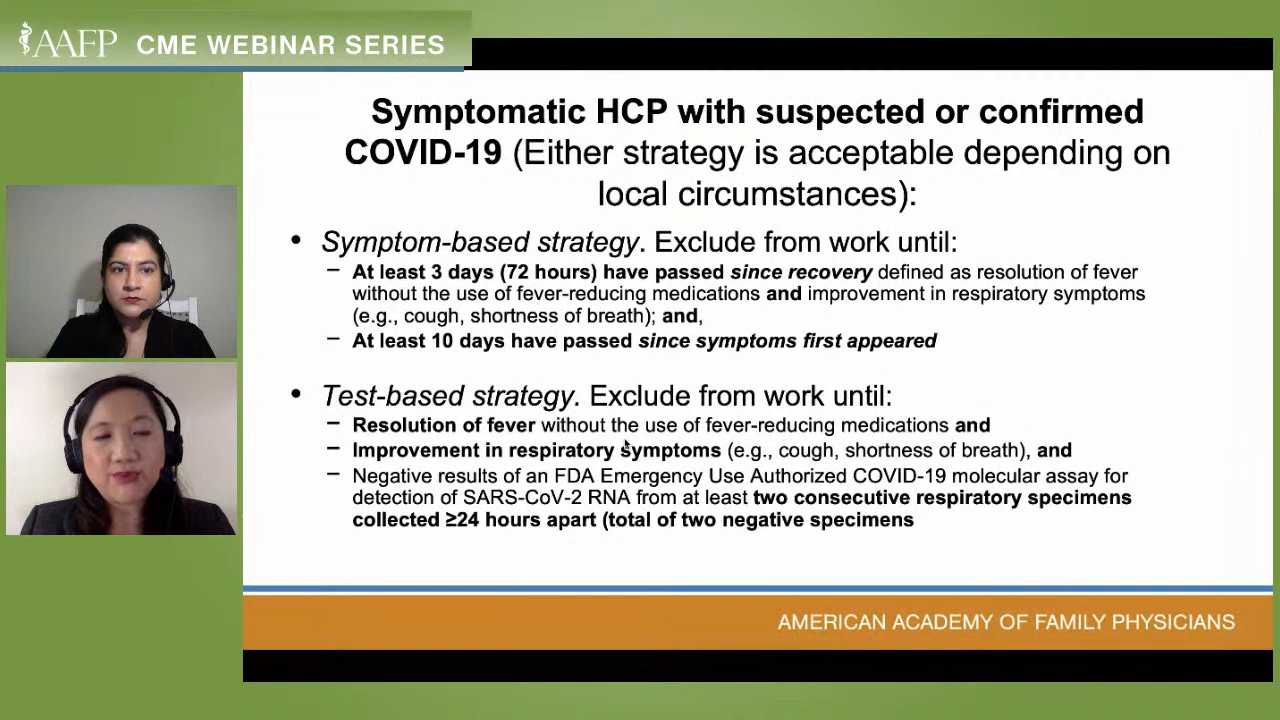 AAFP CME WEBINAR SERIES
Symptomatic HCP with suspected or confirmed
COVID-19 (Either strategy is acceptable depending on
local circumstances):
• Symptom-based strategy. Exclude from work until:
– At least 3 days (72 hours) have passed since recovery defined as resolution of fever
without the use of fever-reducing medications and improvement in respiratory symptoms
(e.g., cough, shortness of breath); and,
– At least 10 days have passed since symptoms first appeared
• Test-based strategy. Exclude from work until:
– Resolution of fever without the use of fever-reducing medications and
– Improvement in respiratory symptoms (e.g., cough, shortness of breath), and
– Negative results of an FDA Emergency Use Authorized COVID-19 molecular assay for
detection of SARS-CoV-2 RNA from at least two consecutive respiratory specimens
collected ≥24 hours apart (total of two negative specimens
AMERICAN ACADEMY OF FAMILY PHYSICIANS